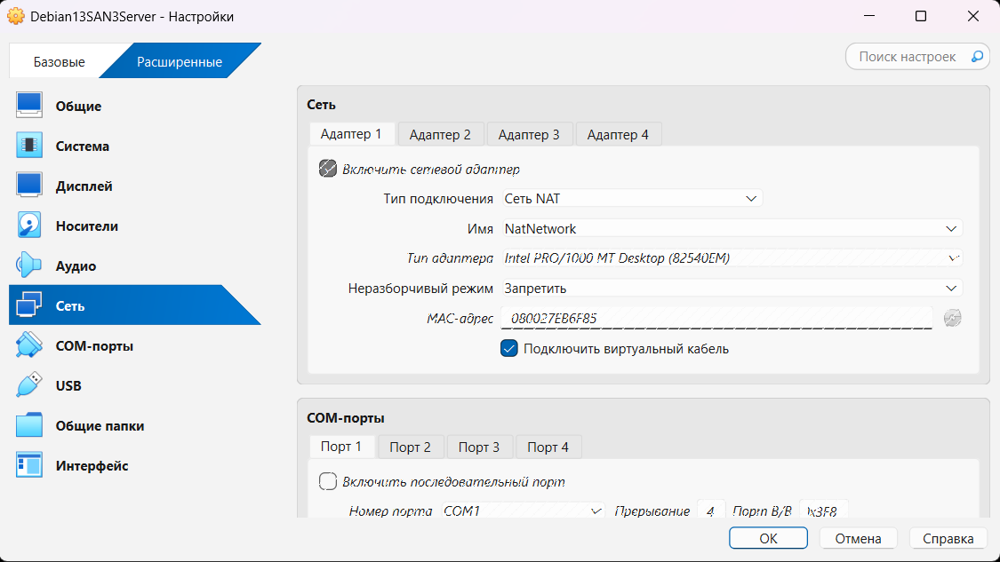 Debian13SAN3Server - Настройки
Базовые
Расширенные
Поиск настроек
Общие
Система
Дисплей
Носители
Аудио
Сеть
COM-порты
USB
Общие папки
Интерфейс
Сеть
Адаптер 1
Адаптер 2
Адаптер 3
Адаптер 4
Включить сетевой адаптер
Тип подключения
Сеть NAT
Имя
NatNetwork
Тип адаптера
Intel PRO/1000 MT Desktop (82540EM)
Неразборчивый режим
Запретить
MAC-адрес
080027EB6F85
Подключить виртуальный кабель
COM-порты
Порт 1
Порт 2
Порт 3
Порт 4
Включить последовательный порт
Номер порта
COM1
Прерывание
4
Порт В/В
0x3F8
OK
Отмена
Справка